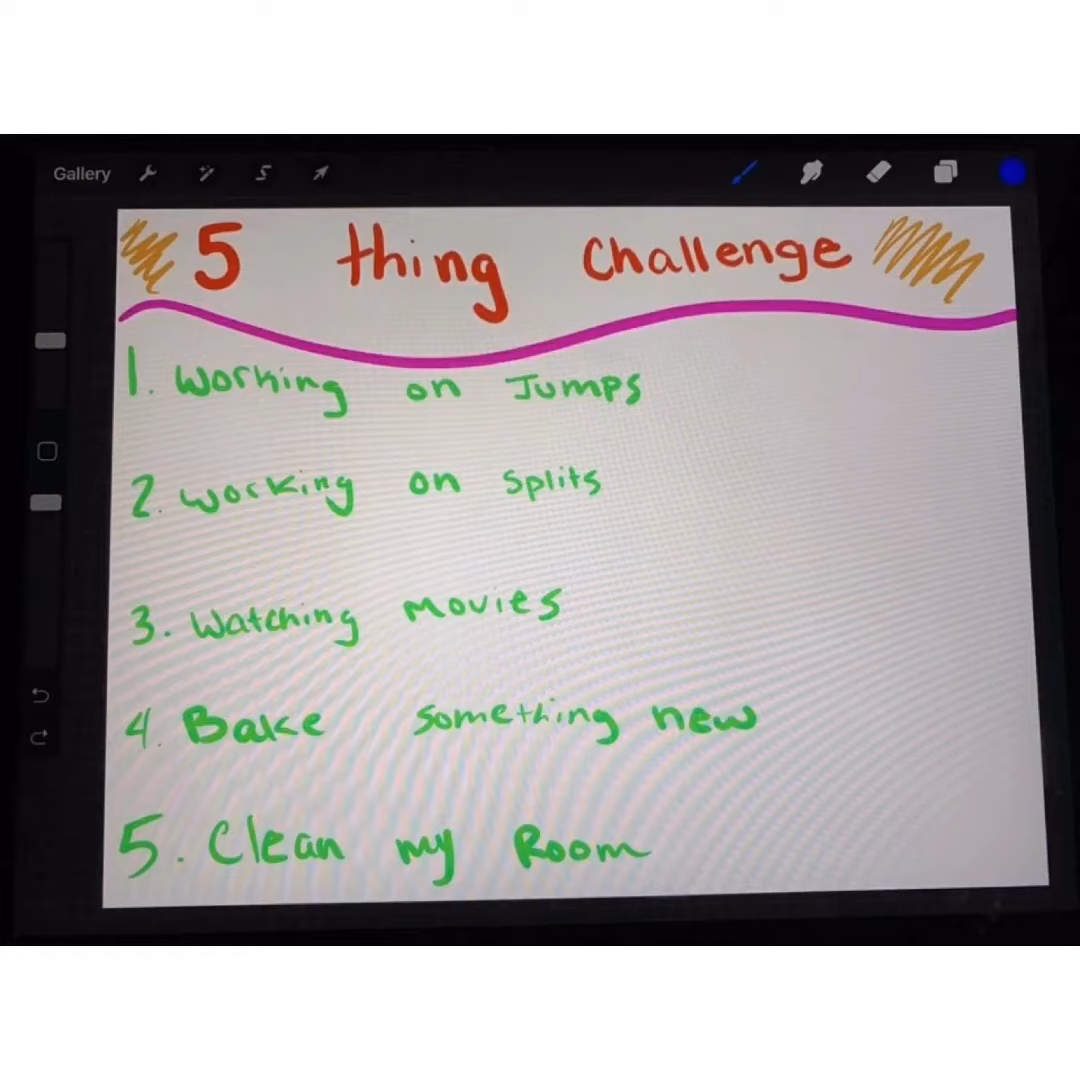 Gallery
5 thing Challenge
1. Working on Jumps
2. Working on Splits
3. Watching movies
4. Bake something new
5. Clean my Room